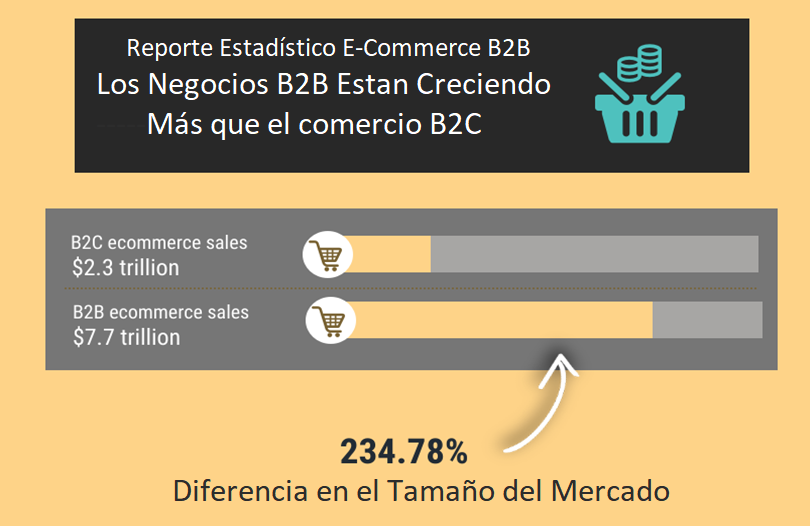 Reporte Estadístico E-Commerce B2B
Los Negocios B2B Estan Creciendo
Más que el comercio B2C
B2C ecommerce sales
$2.3 trillion
B2B ecommerce sales
$7.7 trillion
234.78%
Diferencia en el Tamaño del Mercado